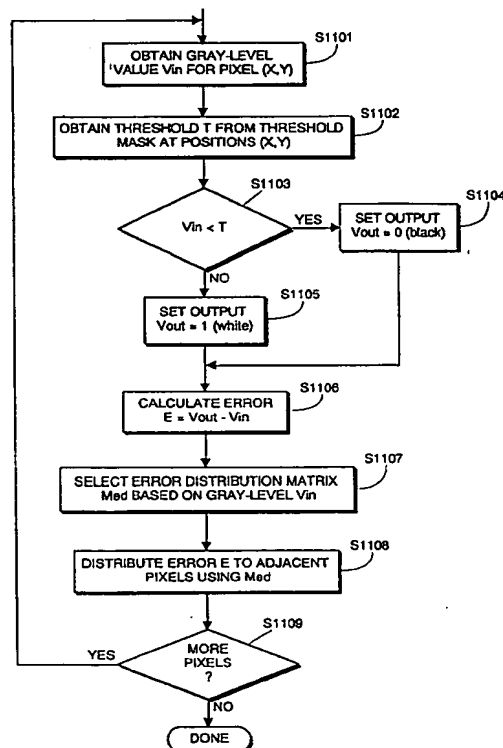 S1101
OBTAIN GRAY-LEVEL
'VALUE Vin FOR PIXEL (X,Y)
S1102
OBTAIN THRESHOLD T FROM THRESHOLD
MASK AT POSITIONS (X,Y)
S1103
Vin < T
YES
S1104
SET OUTPUT
Vout = 0 (black)
NO
S1105
SET OUTPUT
Vout = 1 (white)
S1106
CALCULATE ERROR
E = Vout - Vin
S1107
SELECT ERROR DISTRIBUTION MATRIX
Med BASED ON GRAY-LEVEL Vin
S1108
DISTRIBUTE ERROR E TO ADJACENT
PIXELS USING Med
S1109
YES
MORE
PIXELS
?
NO
DONE